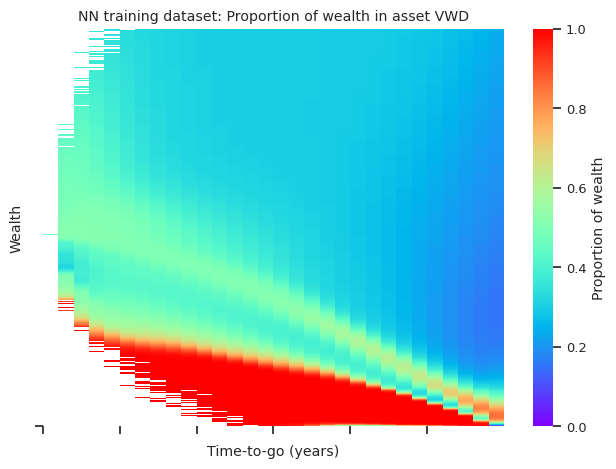 NN training dataset: Proportion of wealth in asset VWD
Wealth
Time-to-go (years)
1.0
0.8
0.6
0.4
0.2
0.0
Proportion of wealth